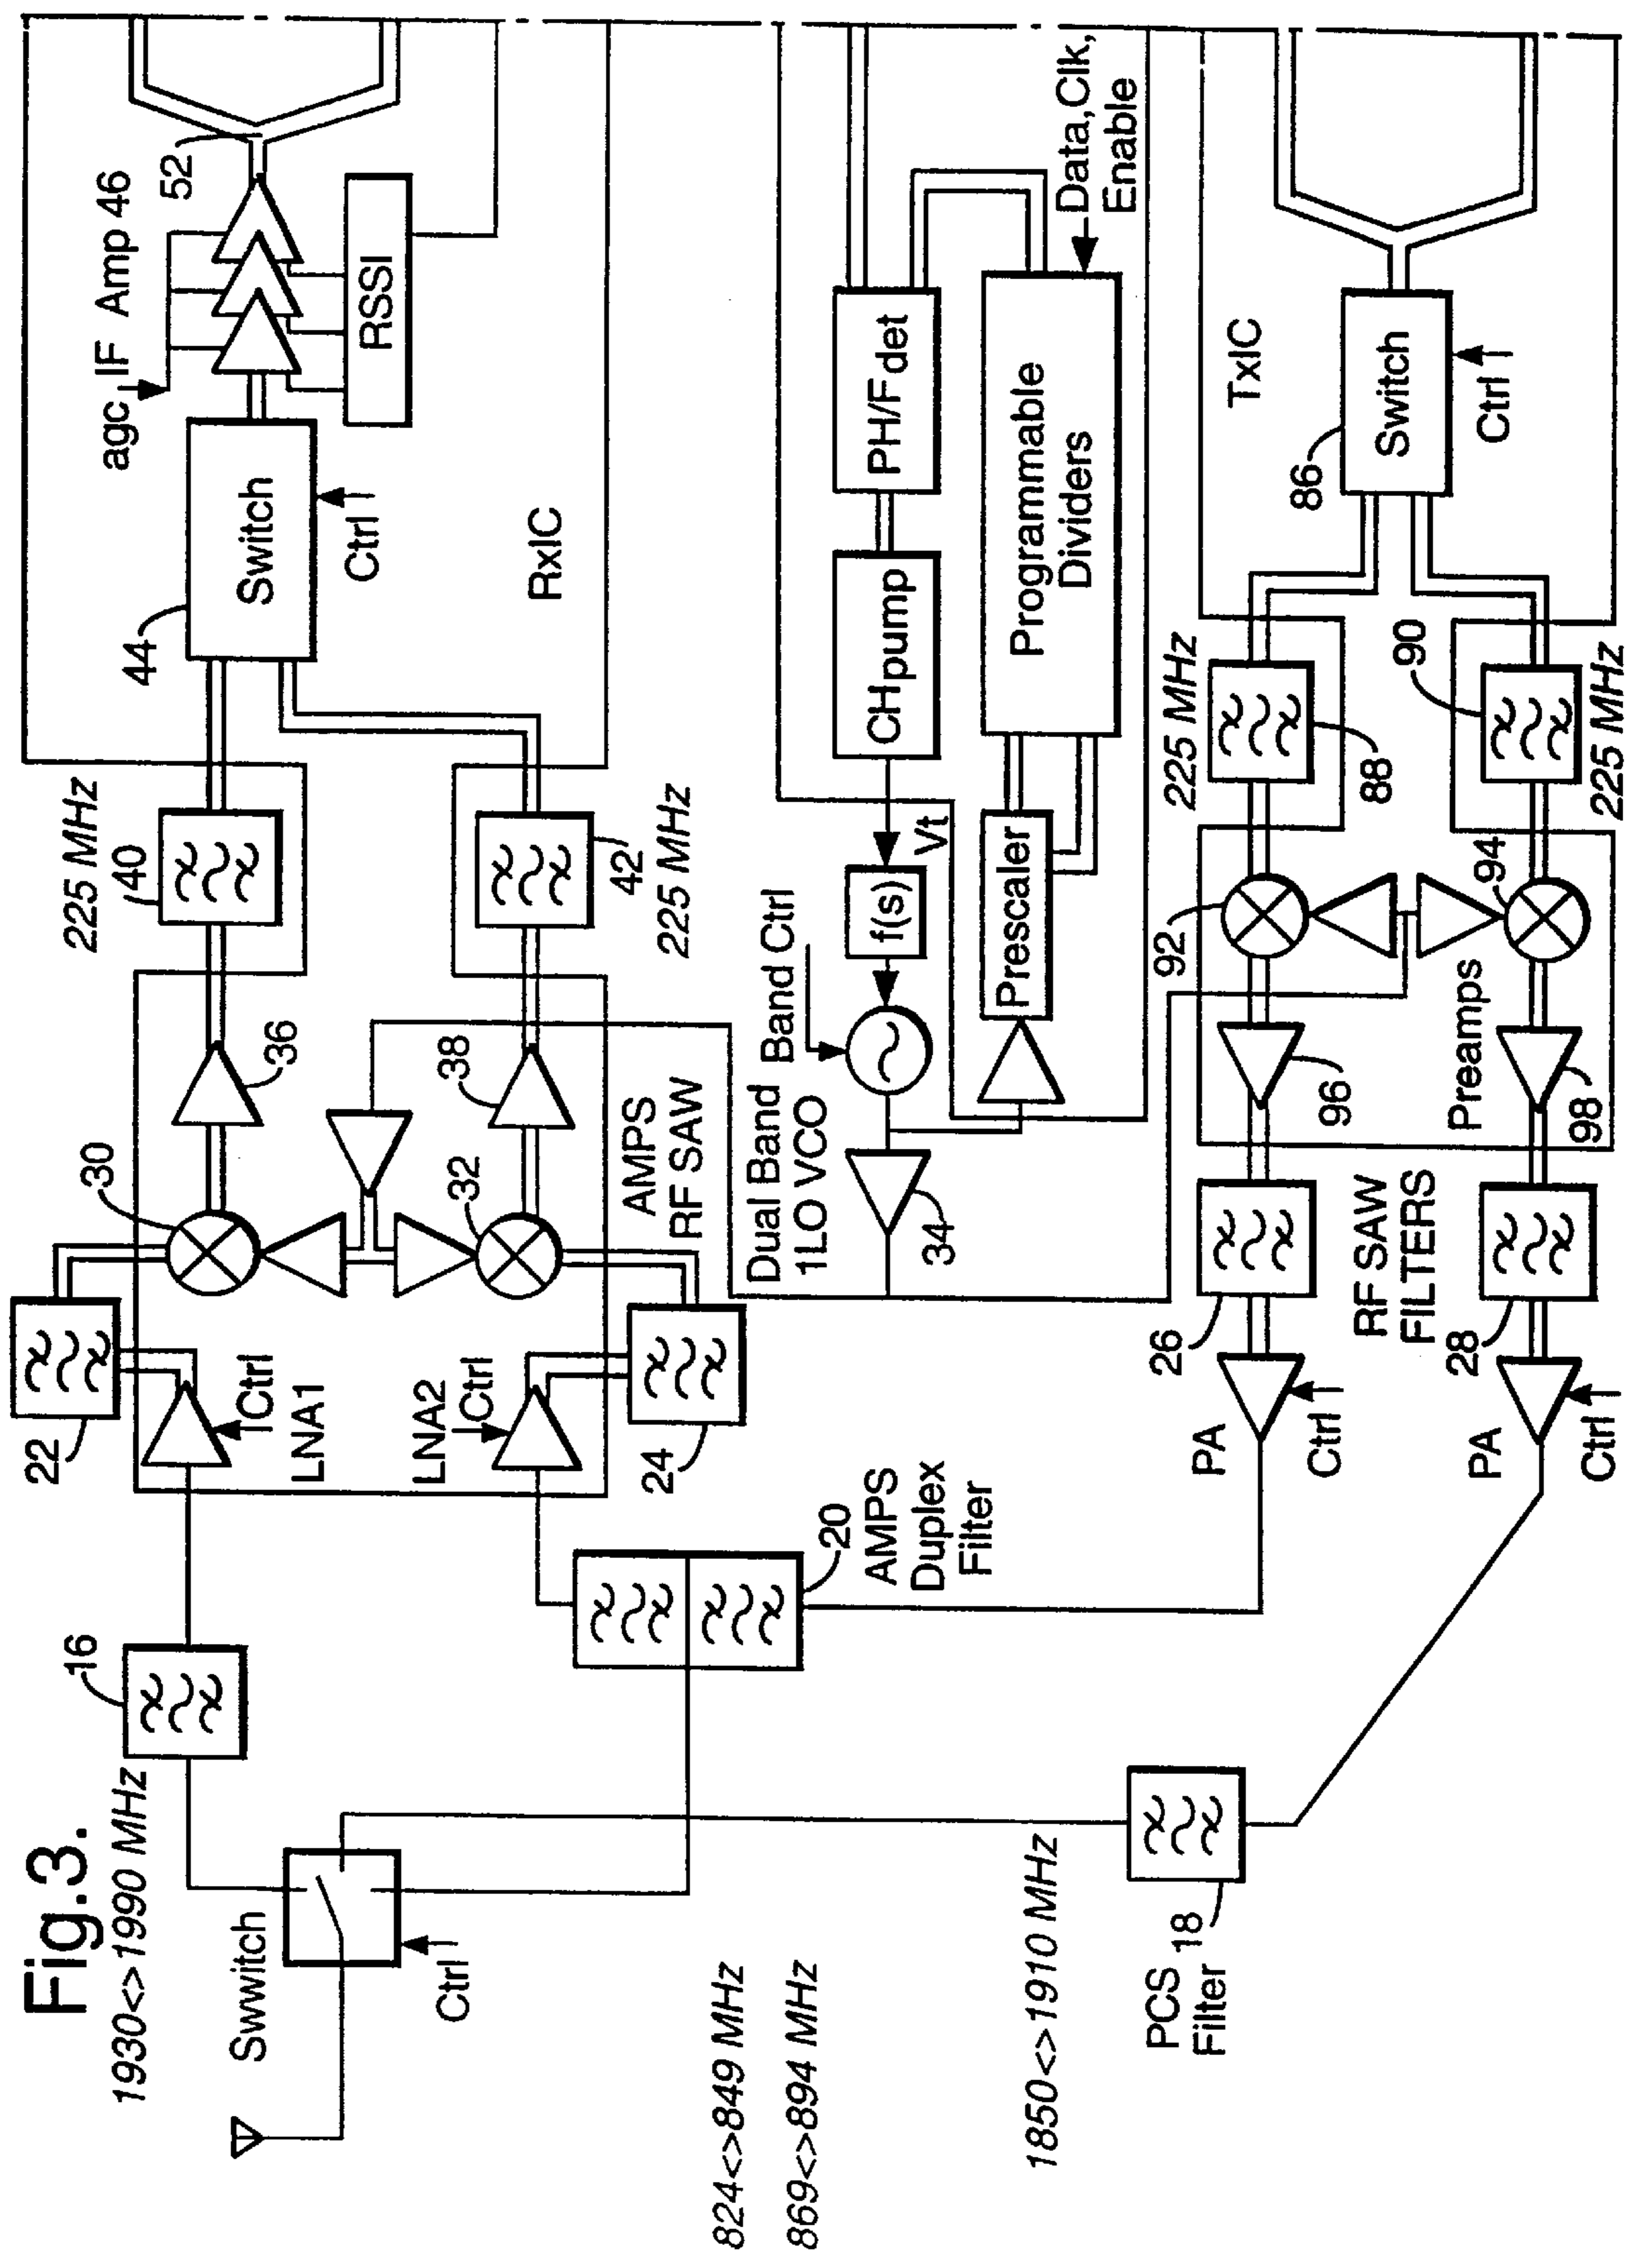 Fig.3.
1930<>1990 MHz
16
22
Ctrl
LNA1
30
36
225 MHz
40
44
Switch
Ctrl
RxIC
agc
IF Amp 46
52
RSSI
Swwitch
Ctrl
LNA2
Ctrl
24
32
38
AMPS
RF SAW
42
225 MHz
824<>849 MHz
869<>894 MHz
20
AMPS
Duplex
Filter
Dual Band
1LO VCO
Band Ctrl
34
f(s)
Vt
CHpump
PH/Fdet
Prescaler
Programmable
Dividers
Data,Clk,
Enable
1850<>1910 MHz
PCS
Filter
18
PA
Ctrl
26
RF SAW
FILTERS
96
92
225 MHz
88
86
Switch
Ctrl
TxIC
PA
Ctrl
28
Preamps
98
94
90
225 MHz